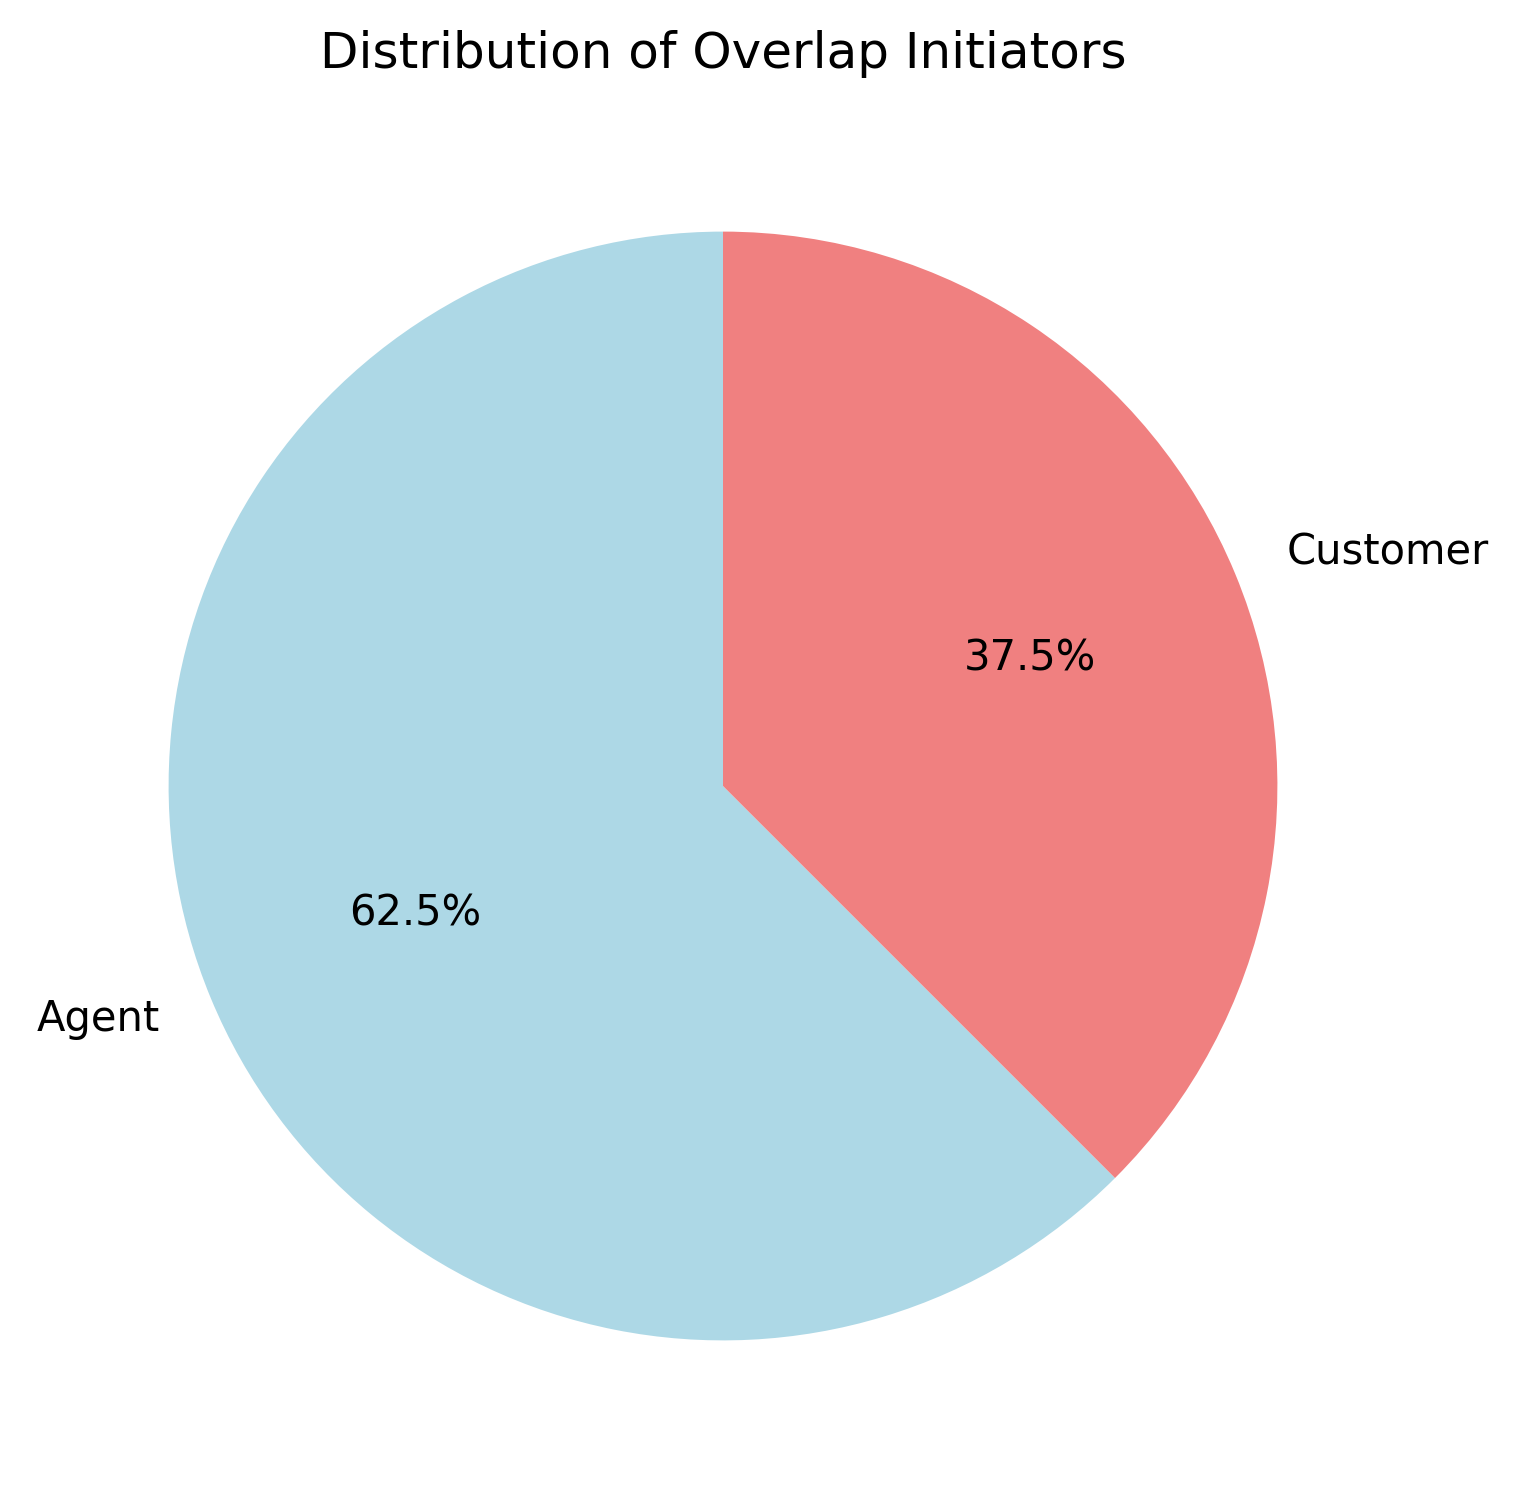 Distribution of Overlap Initiators
Customer
37.5%
62.5%
Agent